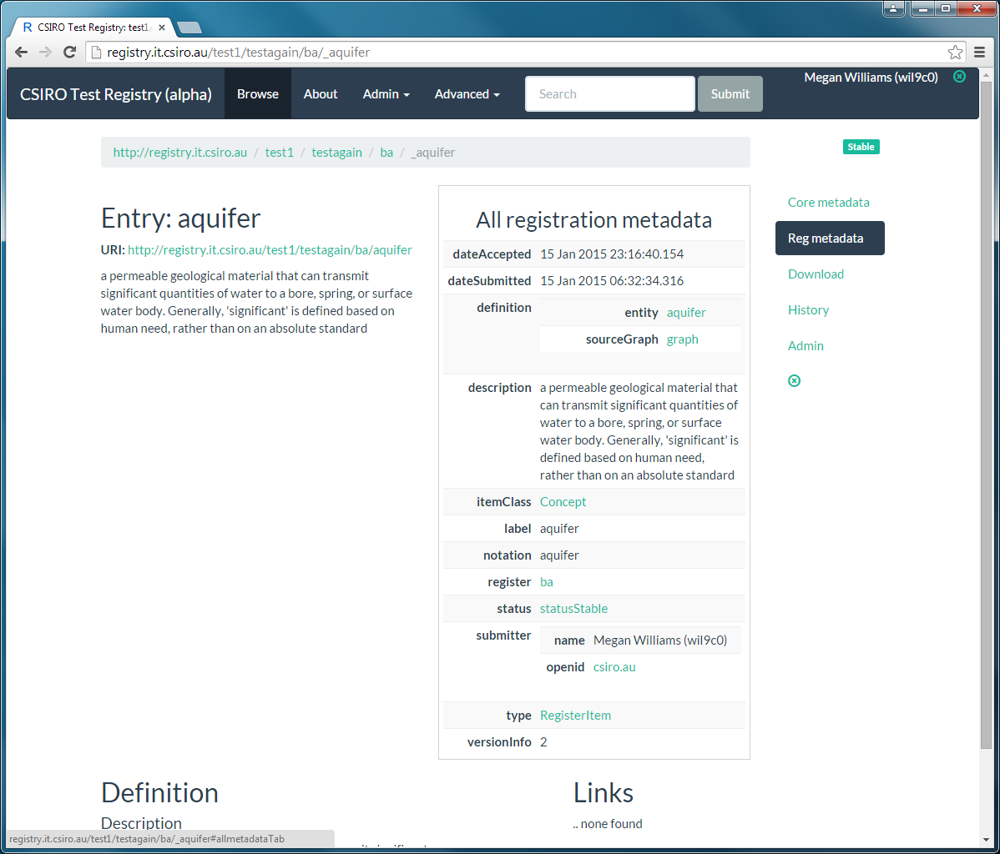 CSIRO Test Registry: test1
registry.it.csiro.au/test1/testagain/ba/_aquifer
CSIRO Test Registry (alpha)
Browse
About
Admin
Advanced
Search
Submit
Megan Williams (wil9c0)
http://registry.it.csiro.au / test1 / testagain / ba / _aquifer
Stable
Entry: aquifer
URI: http://registry.it.csiro.au/test1/testagain/ba/aquifer
a permeable geological material that can transmit
significant quantities of water to a bore, spring, or surface
water body. Generally, 'significant' is defined based on
human need, rather than on an absolute standard
All registration metadata
dateAccepted 15 Jan 2015 23:16:40.154
dateSubmitted 15 Jan 2015 06:32:34.316
definition
entity aquifer
sourceGraph graph
description a permeable geological material that
can transmit significant quantities of
water to a bore, spring, or surface
water body. Generally, 'significant' is
defined based on human need,
rather than on an absolute standard
itemClass Concept
label aquifer
notation aquifer
register ba
status statusStable
submitter
name Megan Williams (wil9c0)
openid csiro.au
type RegisterItem
versionInfo 2
Core metadata
Reg metadata
Download
History
Admin
Definition
Description
Links
.. none found
registry.it.csiro.au/test1/testagain/ba/_aquifer#allmetadataTab